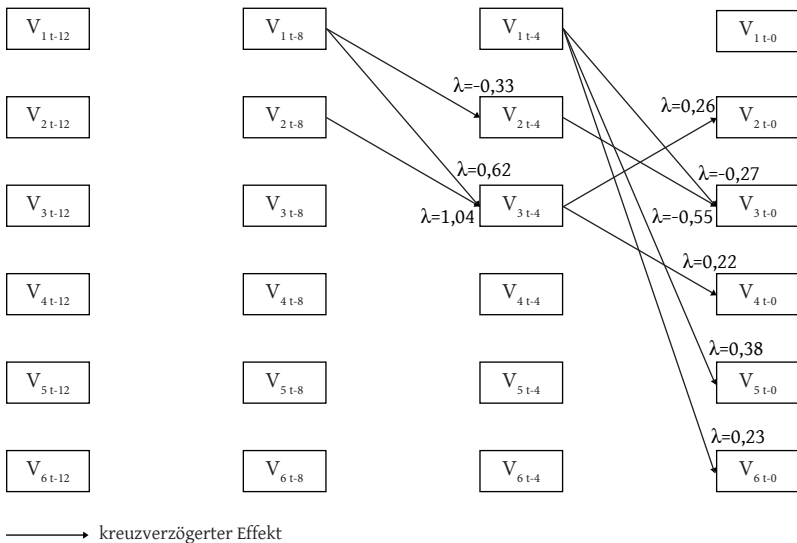 V1 t-12 V1 t-8 V1 t-4 V1 t-0
λ=-0,33 λ=0,26
V2 t-12 V2 t-8 V2 t-4 V2 t-0
λ=0,62 λ=-0,27
V3 t-12 V3 t-8 λ=1,04 V3 t-4 λ=-0,55 V3 t-0
λ=0,22
V4 t-12 V4 t-8 V4 t-4 V4 t-0
λ=0,38
V5 t-12 V5 t-8 V5 t-4 V5 t-0
λ=0,23
V6 t-12 V6 t-8 V6 t-4 V6 t-0
kreuzverzögerter Effekt